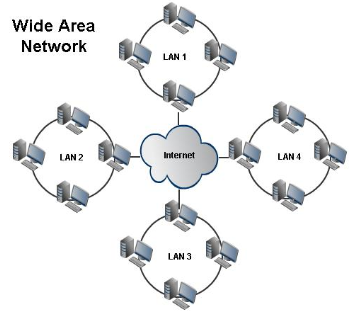 Wide Area
Network
LAN 1
LAN 2
Internet
LAN 4
LAN 3